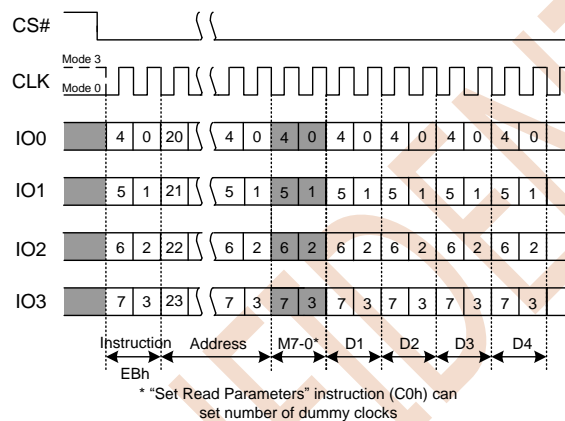 CS#
Mode 3
CLK
Mode 0
IO0 4 0 20 4 0 4 0 4 0 4 0 4 0 4 0
IO1 5 1 21 5 1 5 1 5 1 5 1 5 1 5 1
IO2 6 2 22 6 2 6 2 6 2 6 2 6 2 6 2
IO3 7 3 23 7 3 7 3 7 3 7 3 7 3 7 3
Instruction Address M7-0* D1 D2 D3 D4
EBh
* "Set Read Parameters" instruction (C0h) can
set number of dummy clocks